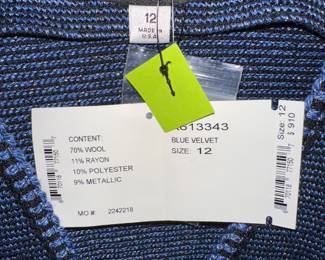 12
MADE IN
U.S.A.
613343
CONTENT:
70% WOOL
11% RAYON
10% POLYESTER
9% METALLIC
BLUE VELVET
SIZE: 12
MO # 2242218
Size: 12
$ 910